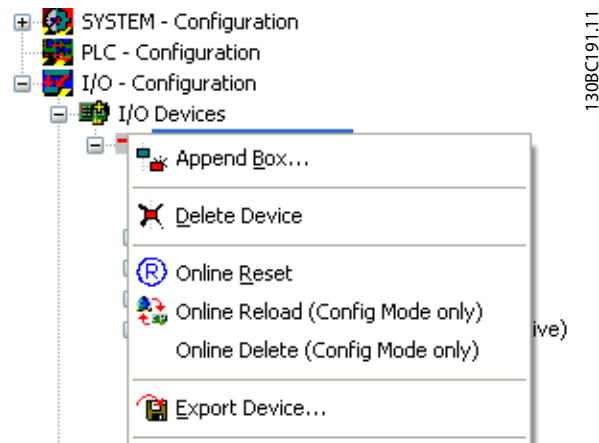 SYSTEM - Configuration
PLC - Configuration
I/O - Configuration
I/O Devices
Append Box...
Delete Device
Online Reset
Online Reload (Config Mode only)
ive)
Online Delete (Config Mode only)
Export Device...
130BC191.11